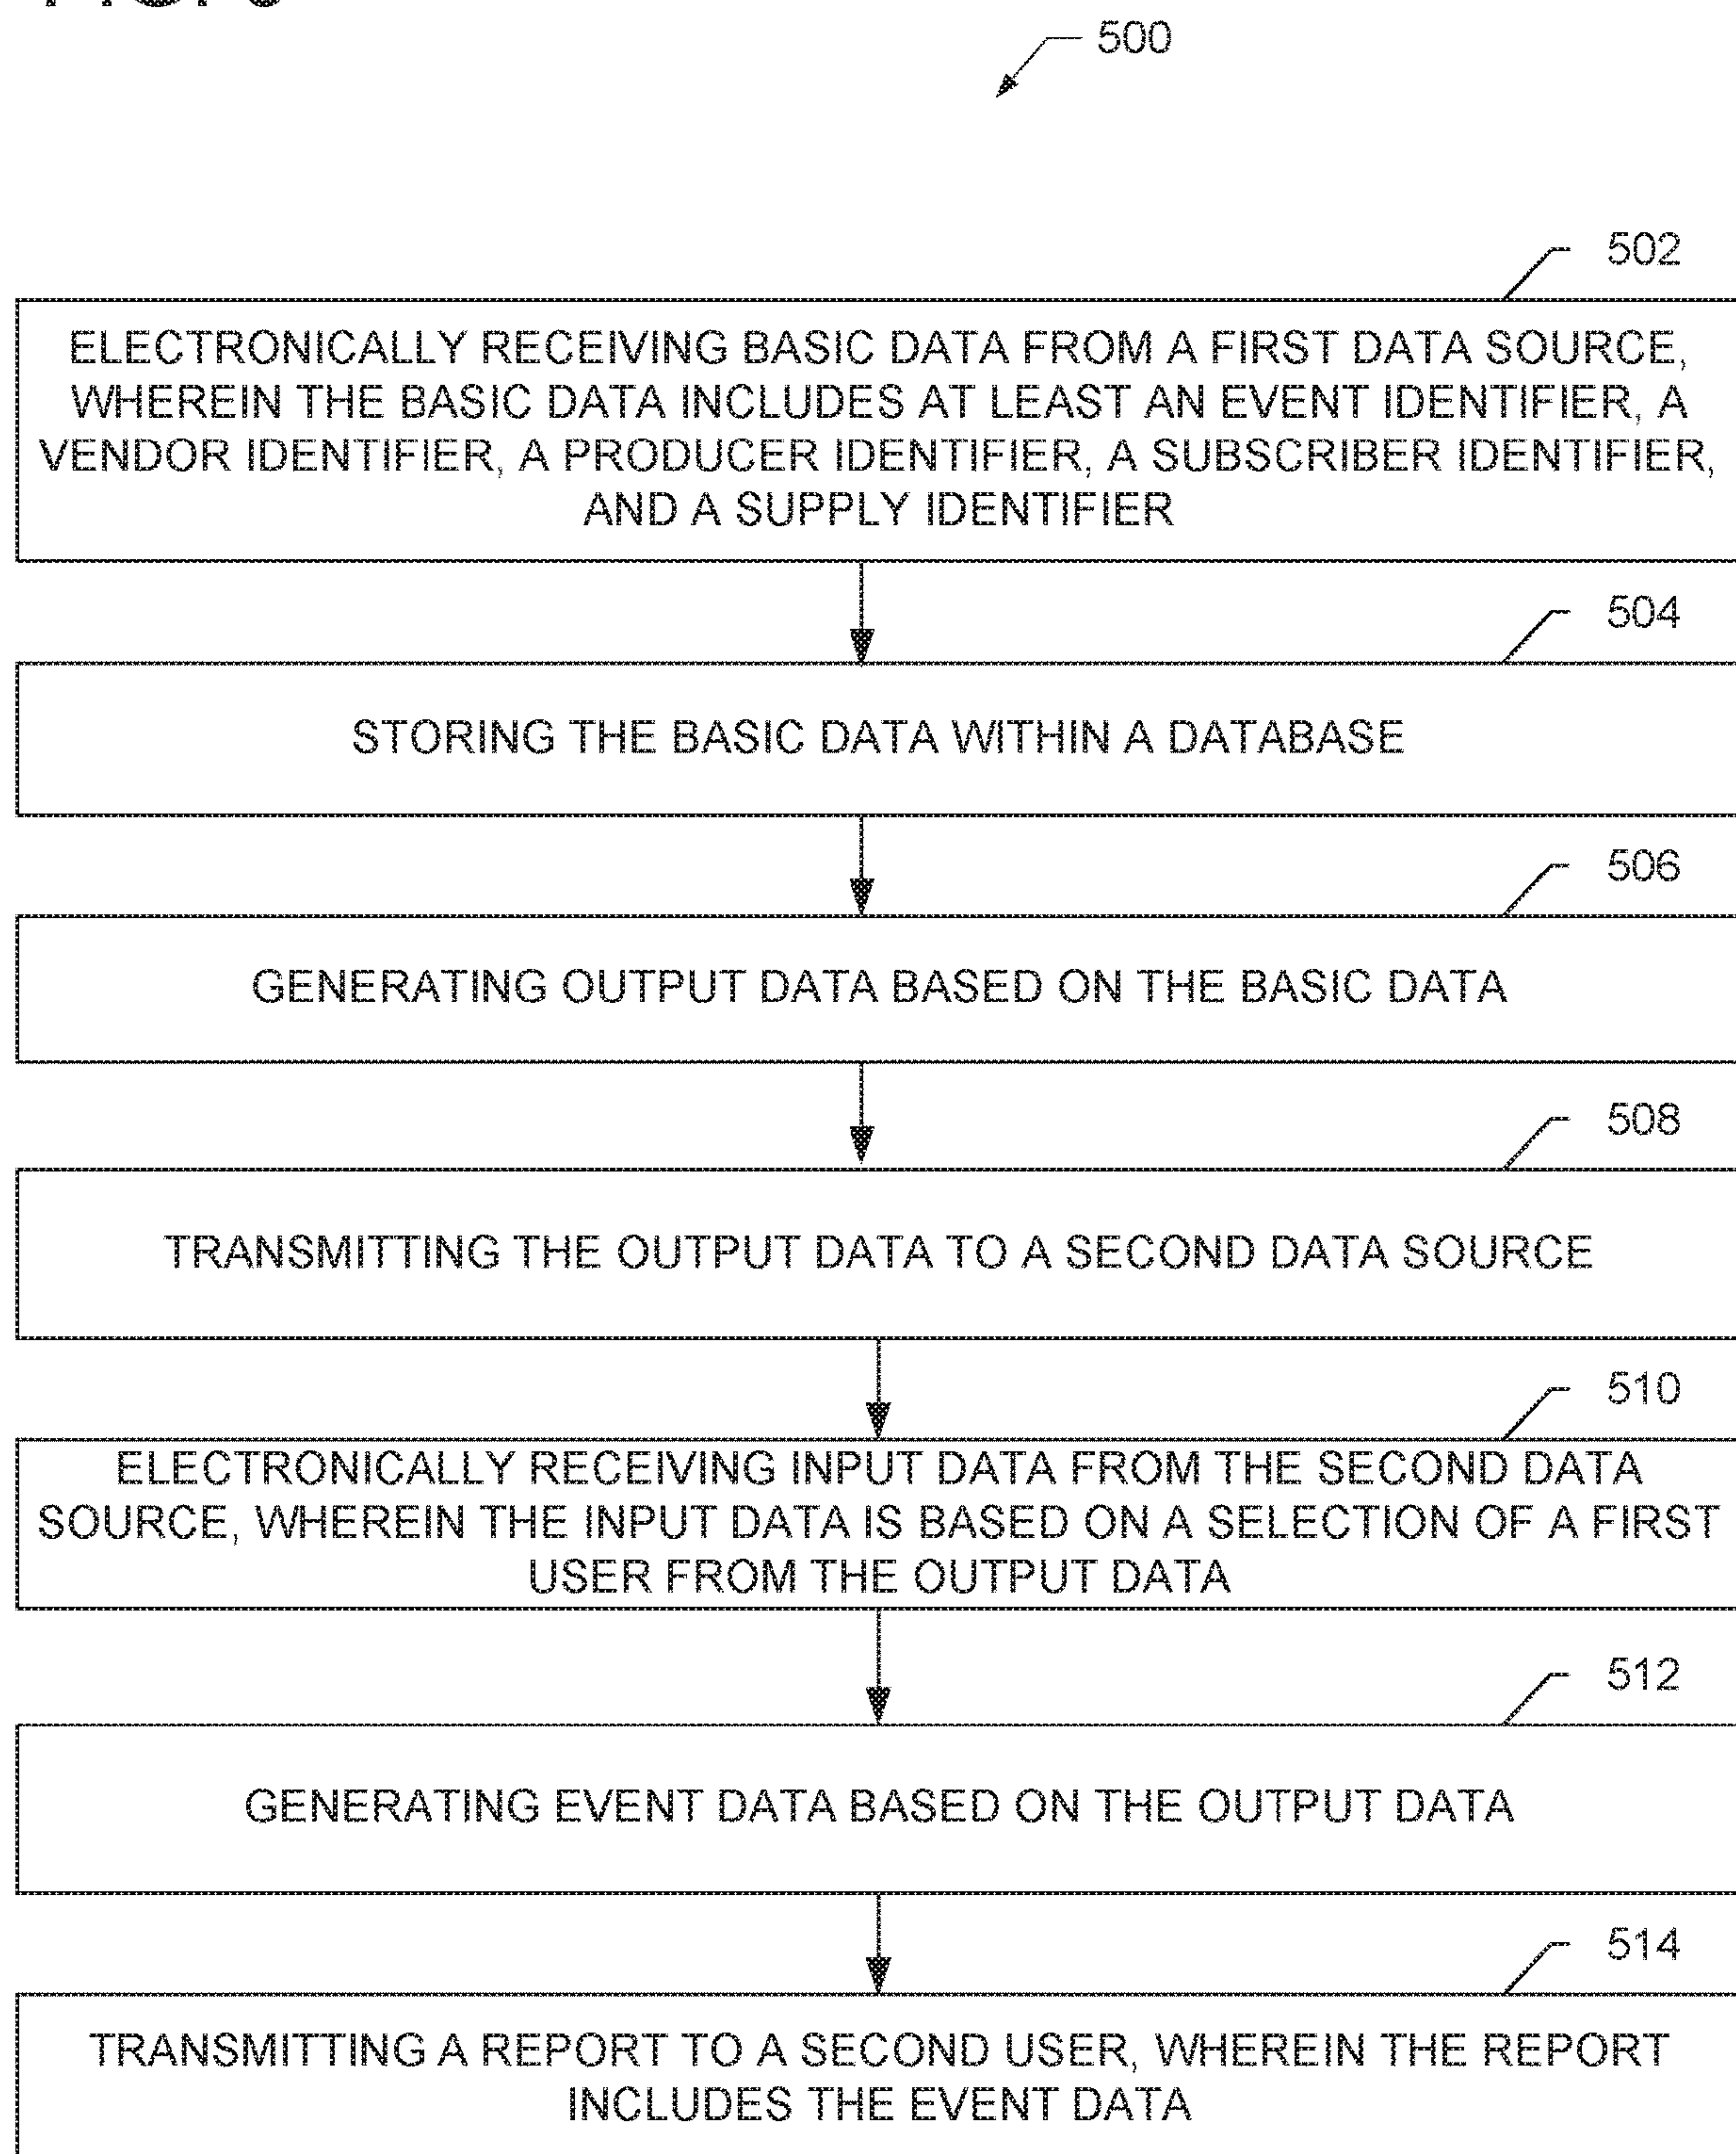 500
502
ELECTRONICALLY RECEIVING BASIC DATA FROM A FIRST DATA SOURCE,
WHEREIN THE BASIC DATA INCLUDES AT LEAST AN EVENT IDENTIFIER, A
VENDOR IDENTIFIER, A PRODUCER IDENTIFIER, A SUBSCRIBER IDENTIFIER,
AND A SUPPLY IDENTIFIER
504
STORING THE BASIC DATA WITHIN A DATABASE
506
GENERATING OUTPUT DATA BASED ON THE BASIC DATA
508
TRANSMITTING THE OUTPUT DATA TO A SECOND DATA SOURCE
510
ELECTRONICALLY RECEIVING INPUT DATA FROM THE SECOND DATA
SOURCE, WHEREIN THE INPUT DATA IS BASED ON A SELECTION OF A FIRST
USER FROM THE OUTPUT DATA
512
GENERATING EVENT DATA BASED ON THE OUTPUT DATA
514
TRANSMITTING A REPORT TO A SECOND USER, WHEREIN THE REPORT
INCLUDES THE EVENT DATA